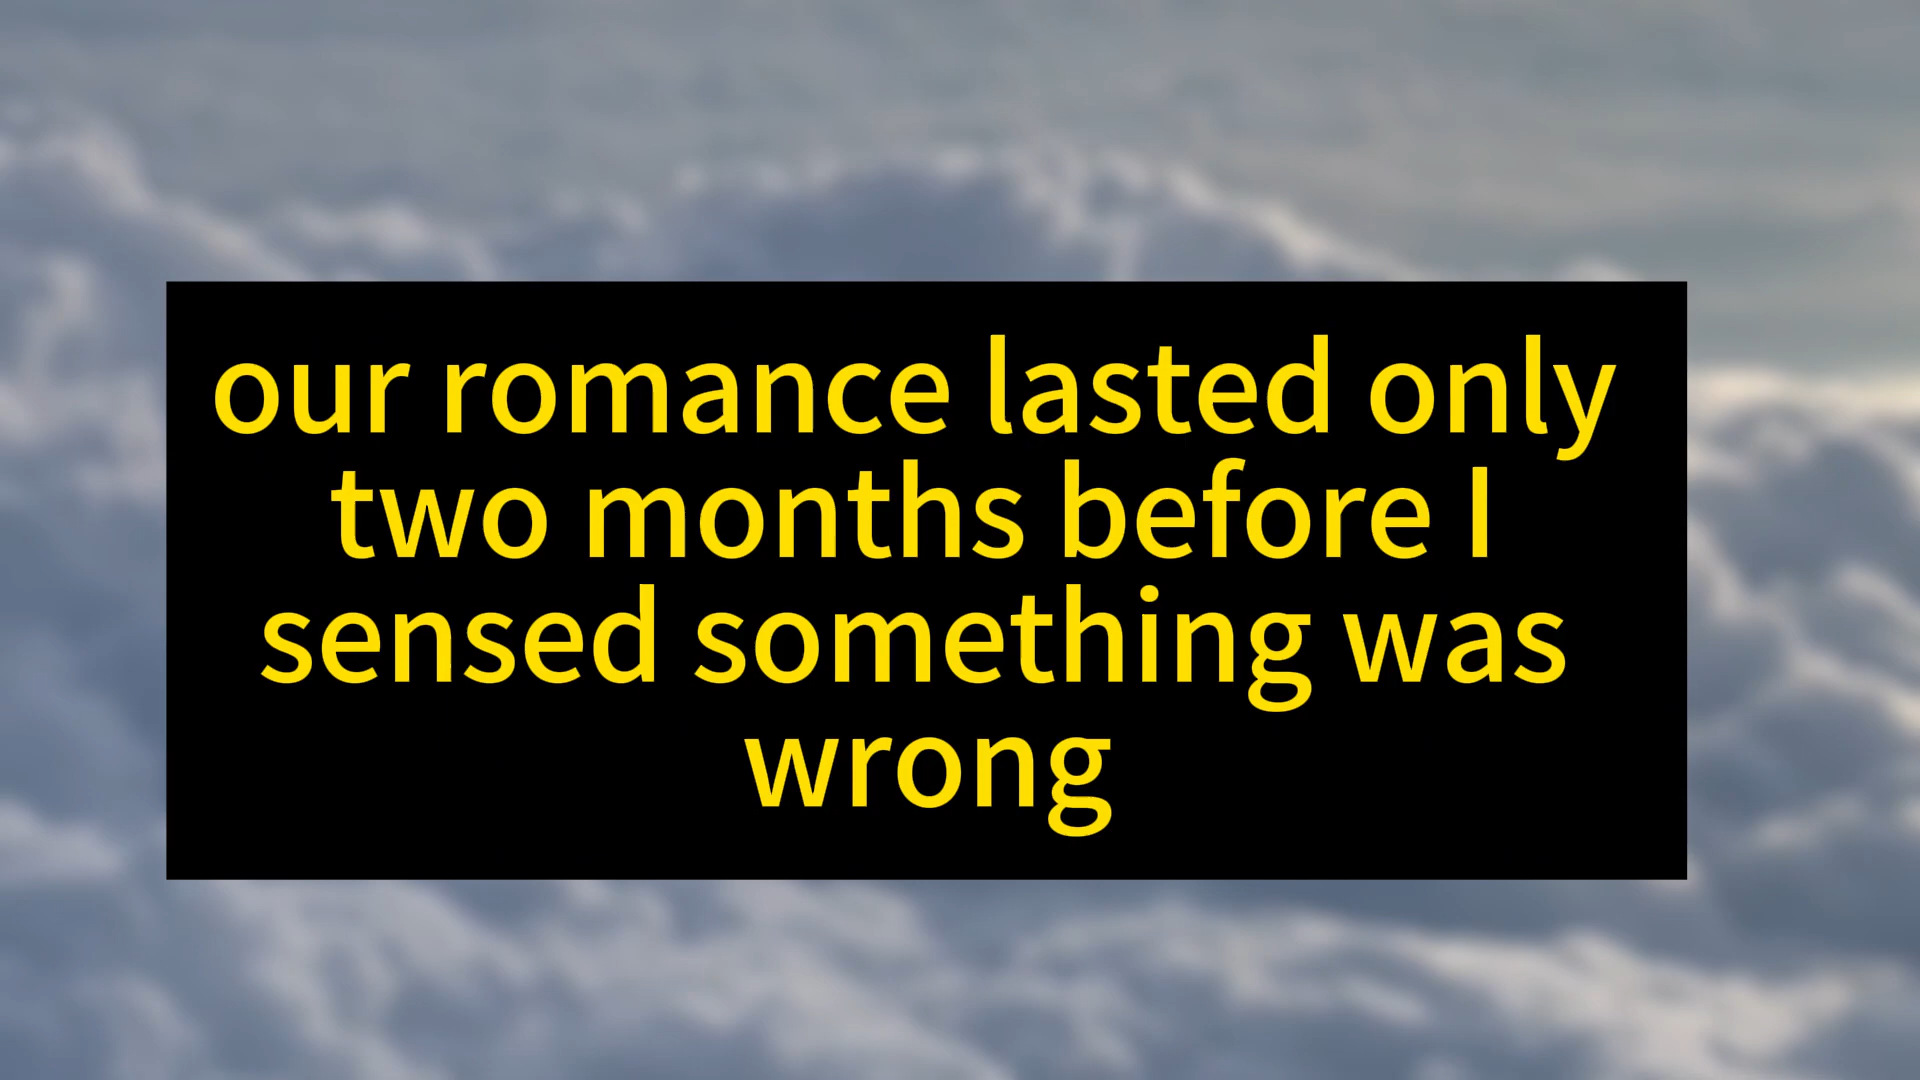 our romance lasted only
two months before I
sensed something was
wrong